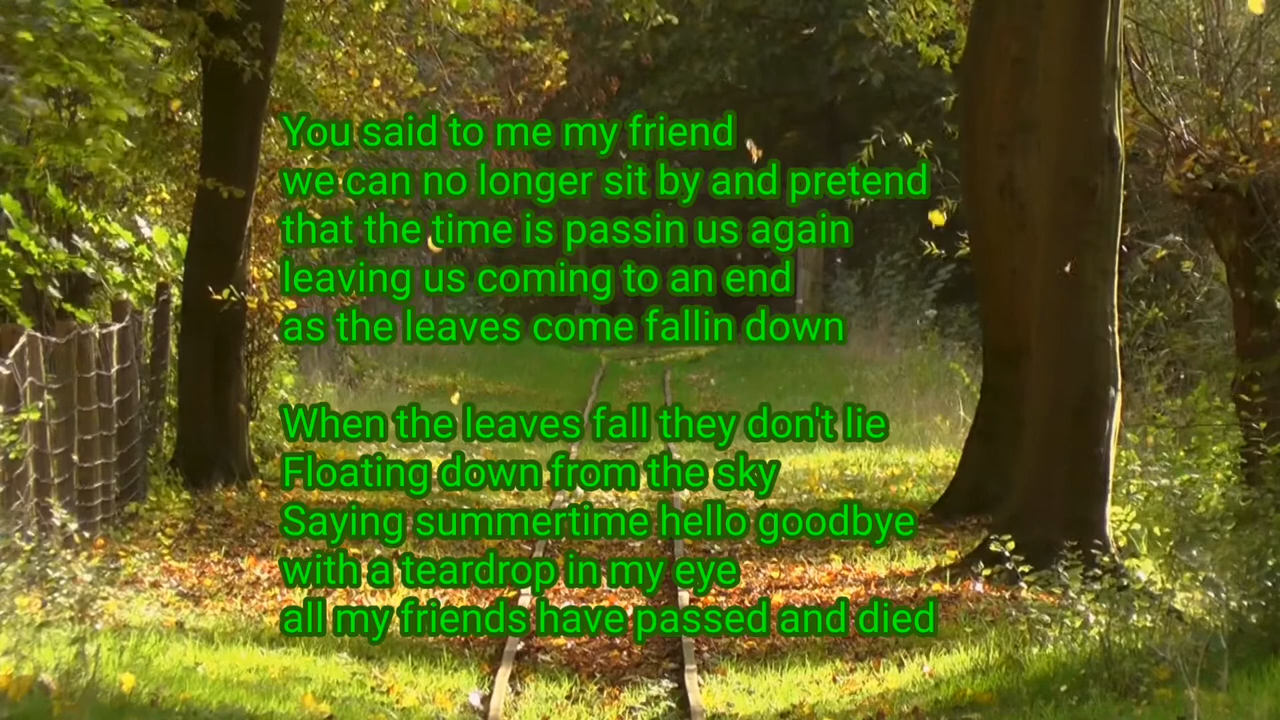 You said to me my friend
we can no longer sit by and pretend
that the time is passin us again
leaving us coming to an end
as the leaves come fallin down
When the leaves fall they don't lie
Floating down from the sky
Saying summertime hello goodbye
with a teardrop in my eye
all my friends have passed and died